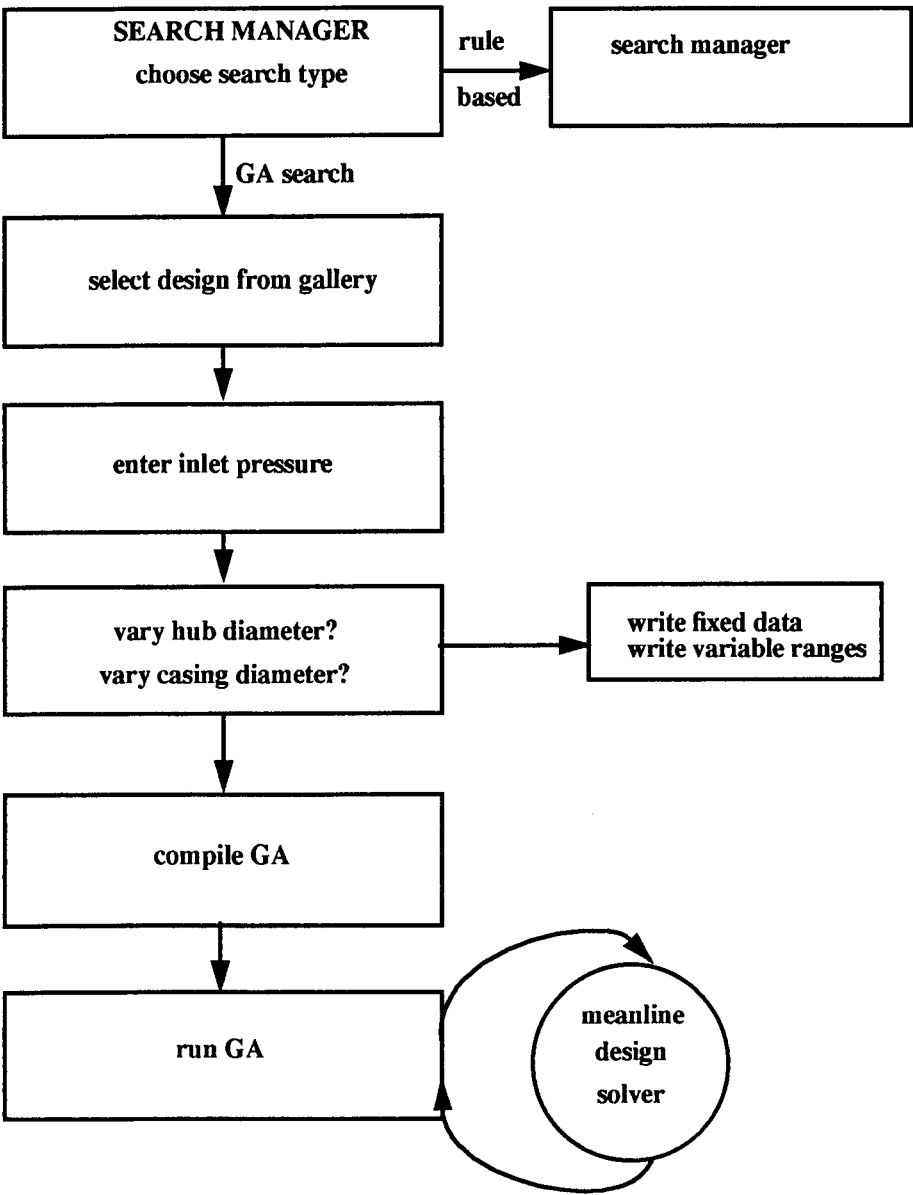 SEARCH MANAGER
choose search type
rule
based
search manager
GA search
select design from gallery
enter inlet pressure
vary hub diameter?
vary casing diameter?
write fixed data
write variable ranges
compile GA
run GA
meanline
design
solver